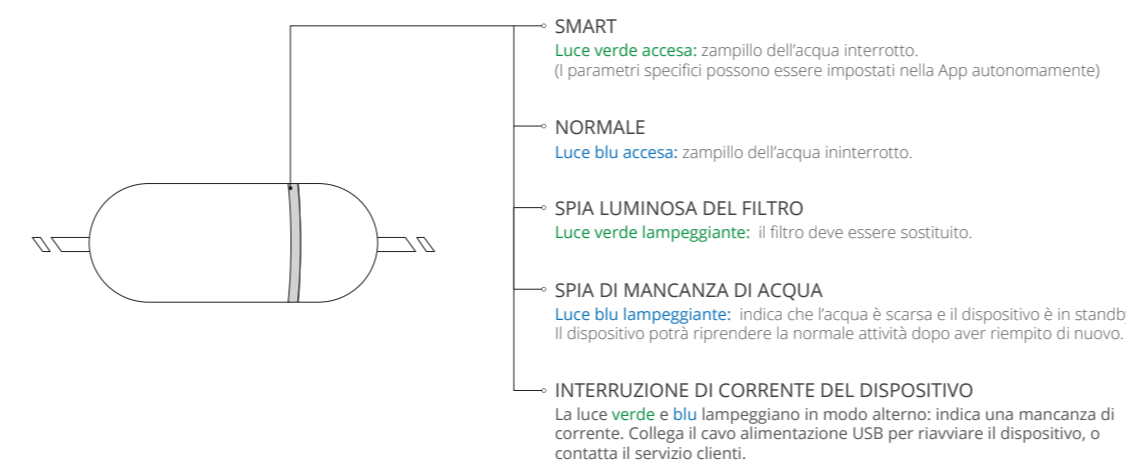 SMART
Luce verde accesa: zampillo dell'acqua interrotto.
(I parametri specifici possono essere impostati nella App autonomamente)
NORMALE
Luce blu accesa: zampillo dell'acqua ininterrotto.
SPIA LUMINOSA DEL FILTRO
Luce verde lampeggiante: il filtro deve essere sostituito.
SPIA DI MANCANZA DI ACQUA
Luce blu lampeggiante: indica che l'acqua è scarsa e il dispositivo è in standby
Il dispositivo potrà riprendere la normale attività dopo aver riempito di nuovo.
INTERRUZIONE DI CORRENTE DEL DISPOSITIVO
La luce verde e blu lampeggiano in modo alterno: indica una mancanza di
corrente. Collega il cavo alimentazione USB per riavviare il dispositivo, o
contatta il servizio clienti.